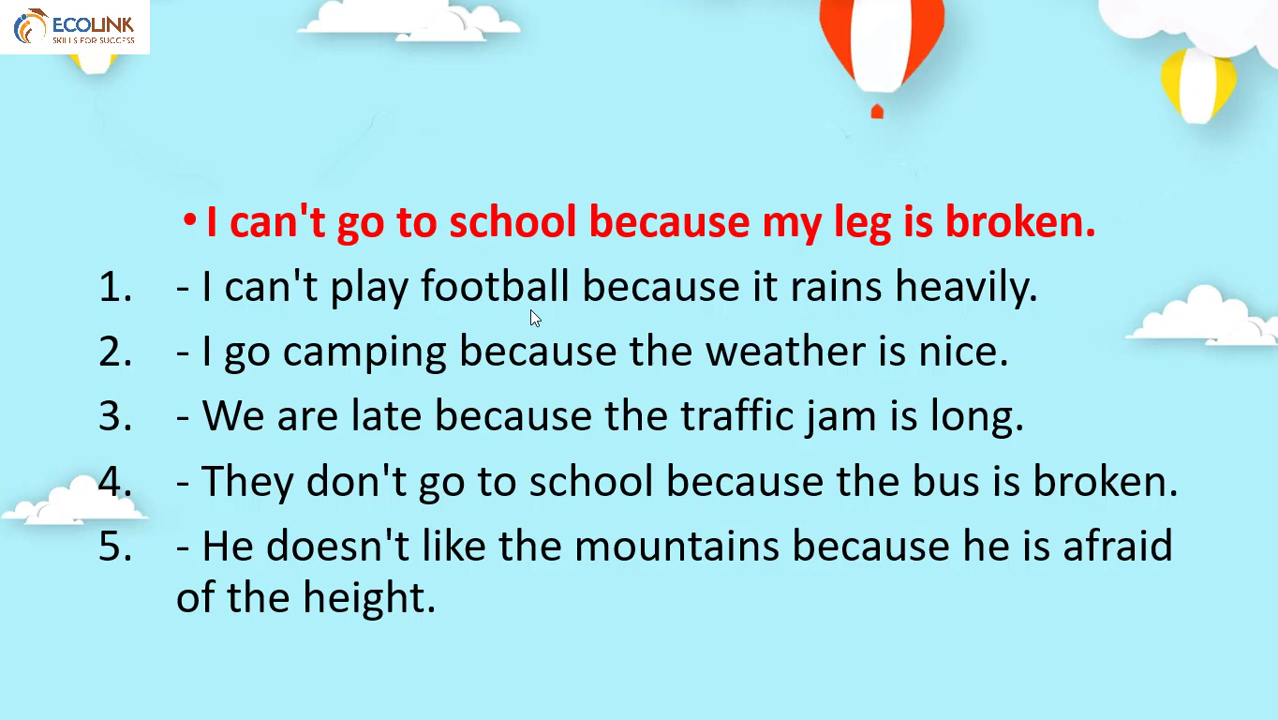 ECOLINK
SKILLS FOR SUCCESS
• I can't go to school because my leg is broken.
1. - I can't play football because it rains heavily.
2. - I go camping because the weather is nice.
3. - We are late because the traffic jam is long.
4. - They don't go to school because the bus is broken.
5. - He doesn't like the mountains because he is afraid
of the height.